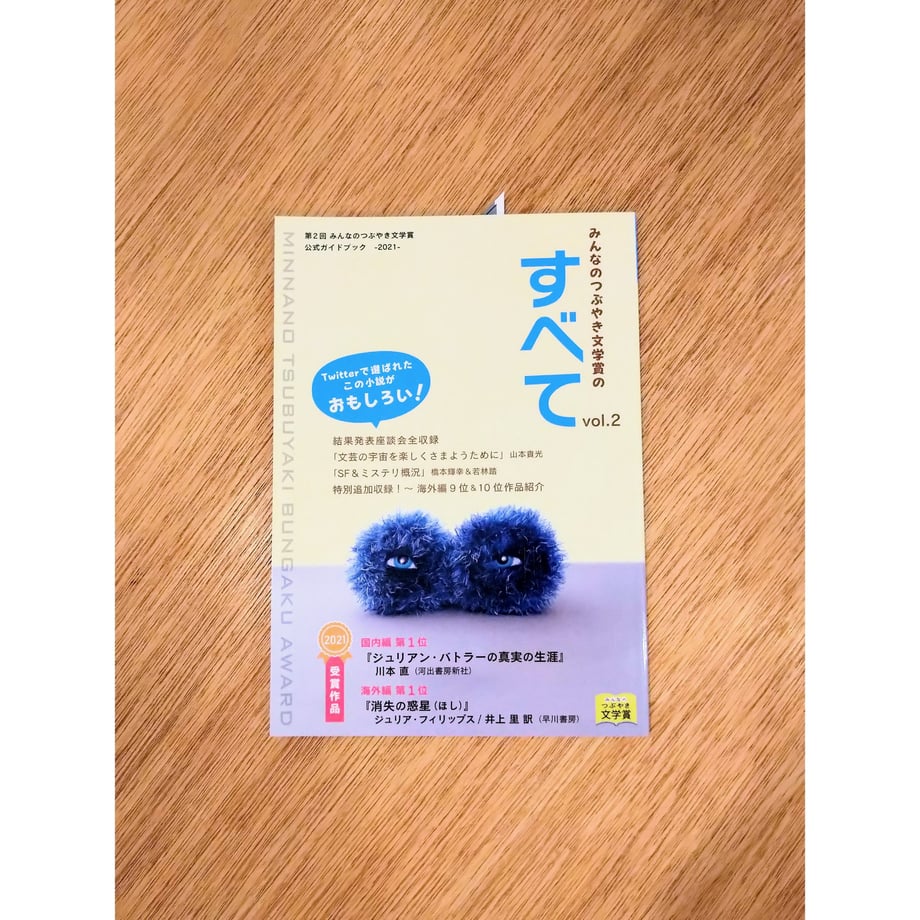 第2回 みんなのつぶやき文学賞
公式ガイドブック -2021-
みんなのつぶやき文学賞の
すべて
vol.2
MINNANO TSUBUYAKI BUNGAKU AWARD
Twitterで選ばれた
この小説が
おもしろい!
結果発表座談会全収録
「文芸の宇宙を楽しくさまようために」山本貴光
「SF&ミステリ概況」橋本輝幸&若林踏
特別追加収録!〜 海外編9位&10位作品紹介
2021
受賞作品
国内編 第1位
『ジュリアン・バトラーの真実の生涯』
川本 直(河出書房新社)
海外編 第1位
『消失の惑星(ほし)』
ジュリア・フィリップス/井上 里 訳(早川書房)
みんなの
つぶやき
文学賞